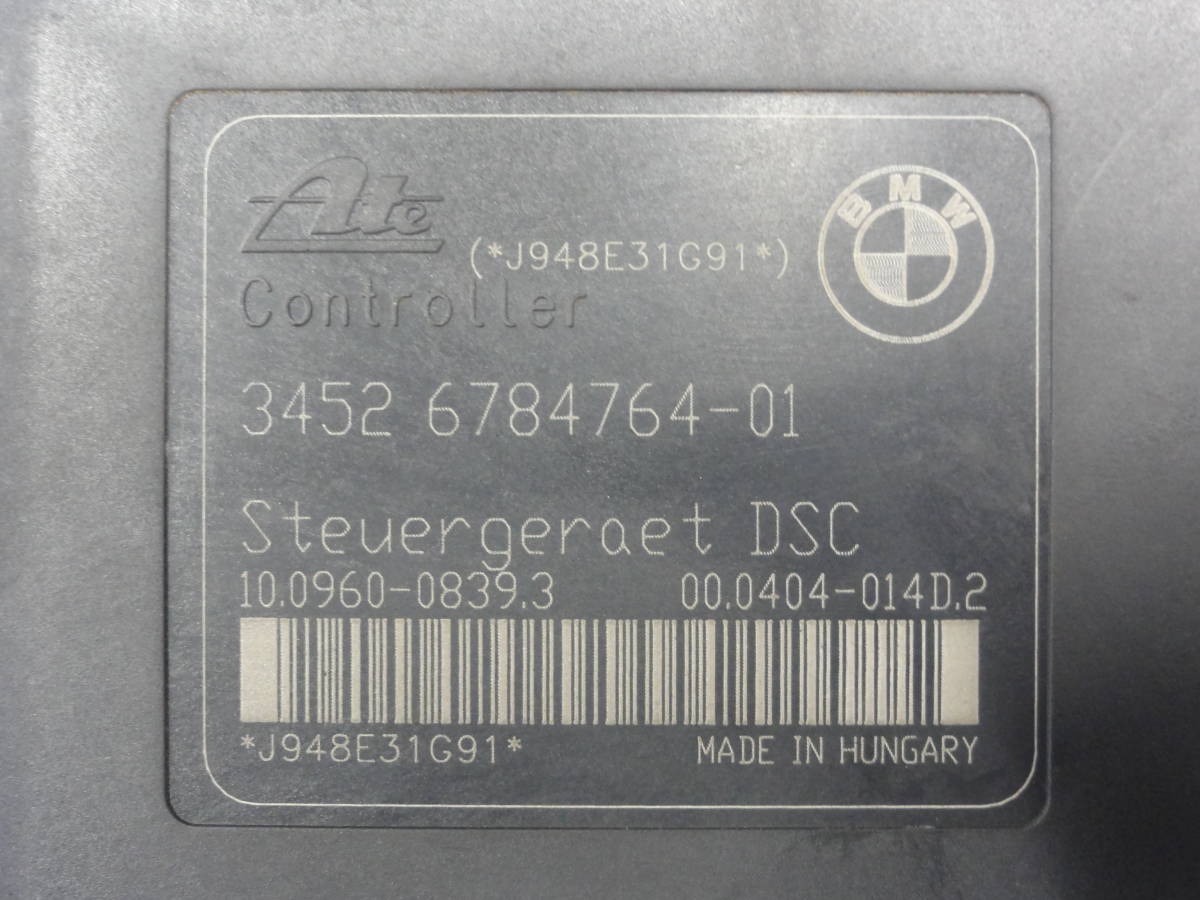 Ate
(*J948E31G91*)
BMW
Controller
3452 6784764-01
Steuergeraet DSC
10.0960-0839.3 00.0404-014D.2
*J948E31G91* MADE IN HUNGARY